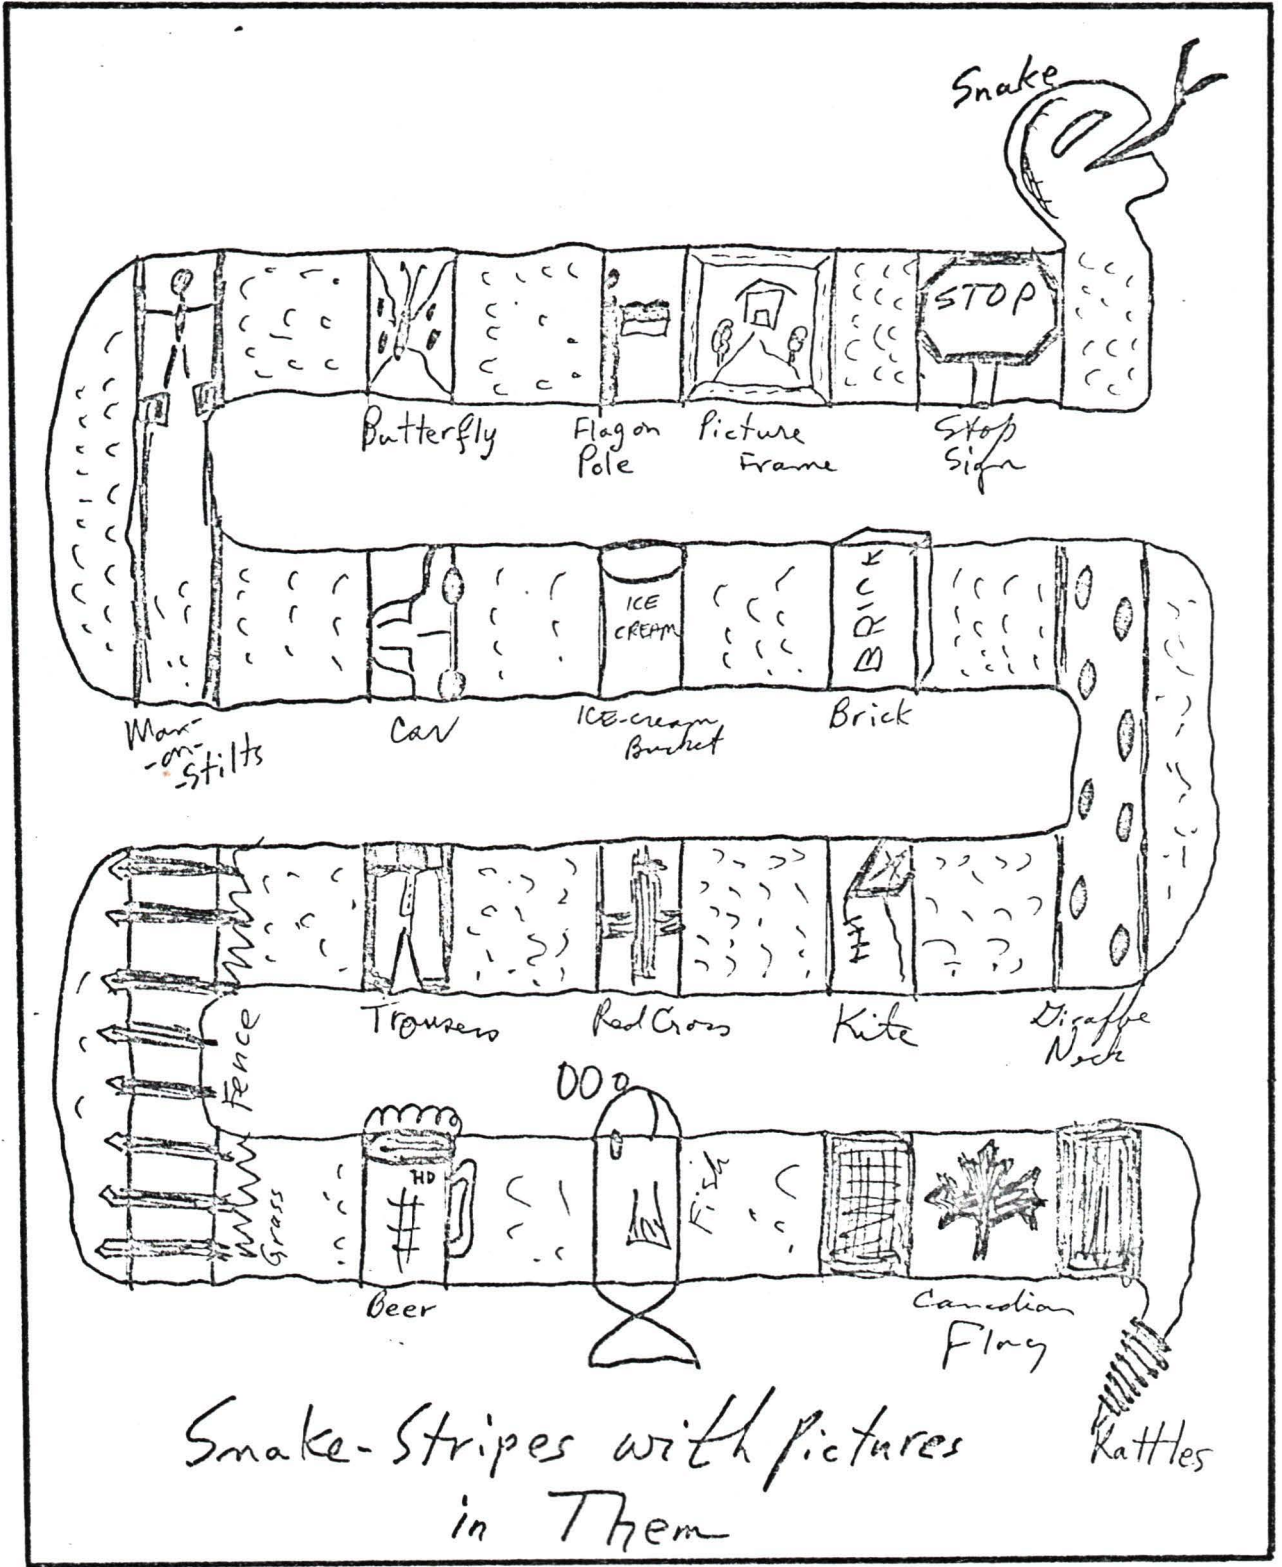 Snake
STOP
Butterfly
Flag on
Pole
Picture
Frame
Stop
Sign
ICE
CREAM
BRICK
Man-
-on-
-Stilts
Car
ICE-cream
Bucket
Brick
Fence
Trousers
Red Cross
Kite
Giraffe
Neck
HD
Grass
Fish
Beer
Canadian
Flag
Rattles
Snake-Stripes with Pictures
in Them